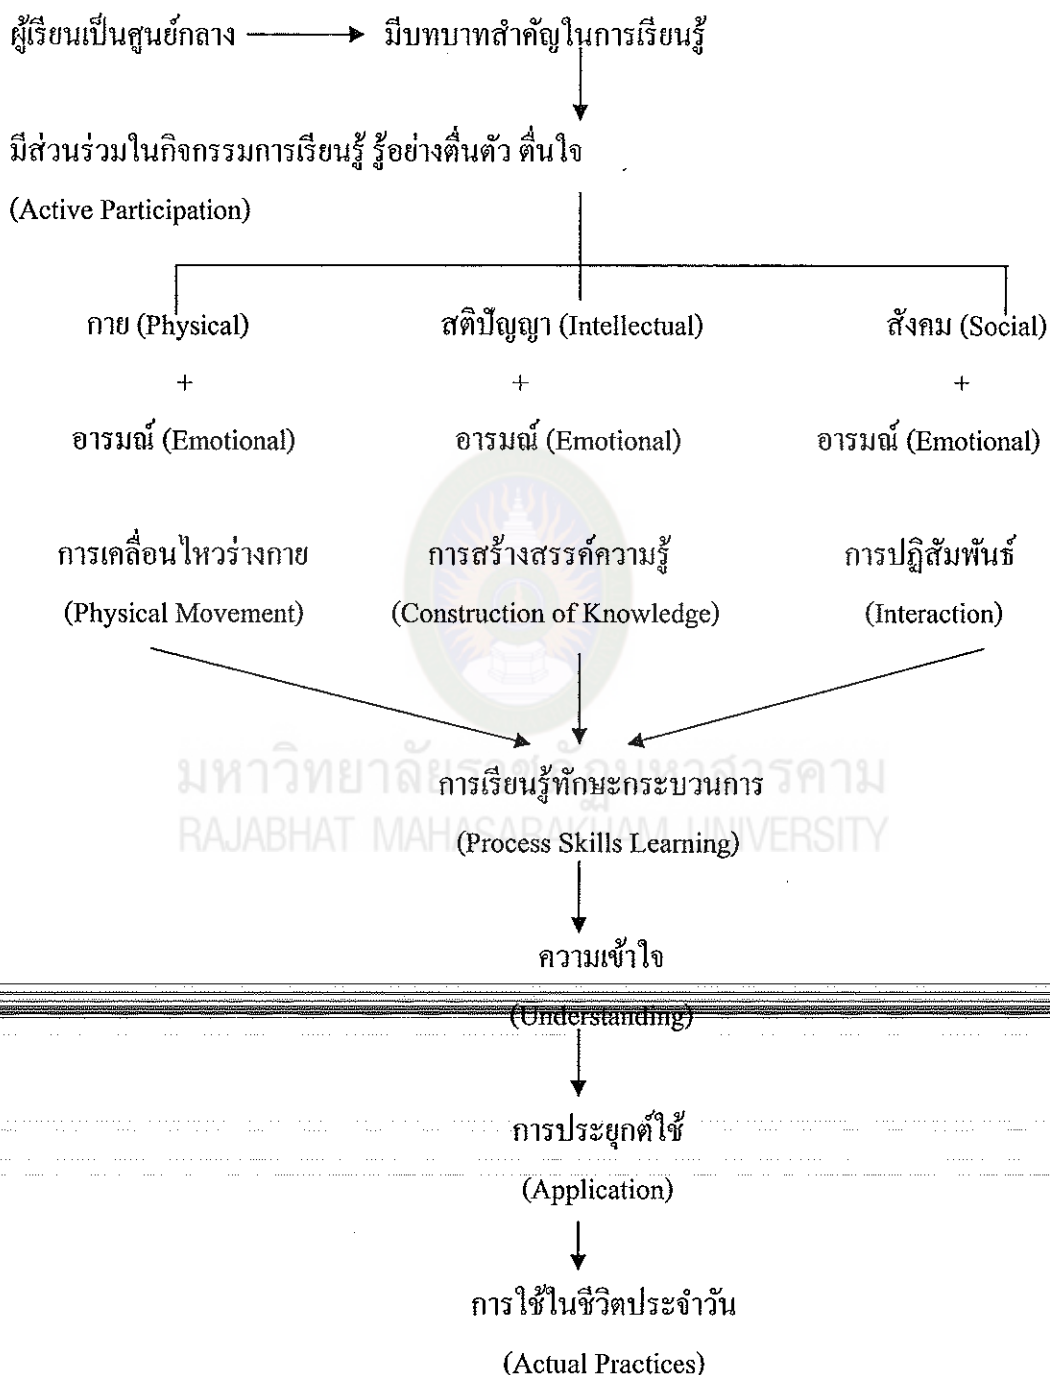 ผู้เรียนเป็นศูนย์กลาง มีบทบาทสำคัญในการเรียนรู้
มีส่วนร่วมในกิจกรรมการเรียนรู้ รู้อย่างตื่นตัว ตื่นใจ
(Active Participation)
กาย (Physical) สติปัญญา (Intellectual) สังคม (Social)
+ + +
อารมณ์ (Emotional) อารมณ์ (Emotional) อารมณ์ (Emotional)
การเคลื่อนไหวร่างกาย การสร้างสรรค์ความรู้ การปฏิสัมพันธ์
(Physical Movement) (Construction of Knowledge) (Interaction)
มหาวิทยาลัยราชภัฏมหาสารคาม
การเรียนรู้ทักษะกระบวนการ
RAJABHAT MAHASARAKHAM UNIVERSITY
(Process Skills Learning)
ความเข้าใจ
(Understanding)
การประยุกต์ใช้
(Application)
การใช้ในชีวิตประจำวัน
(Actual Practices)